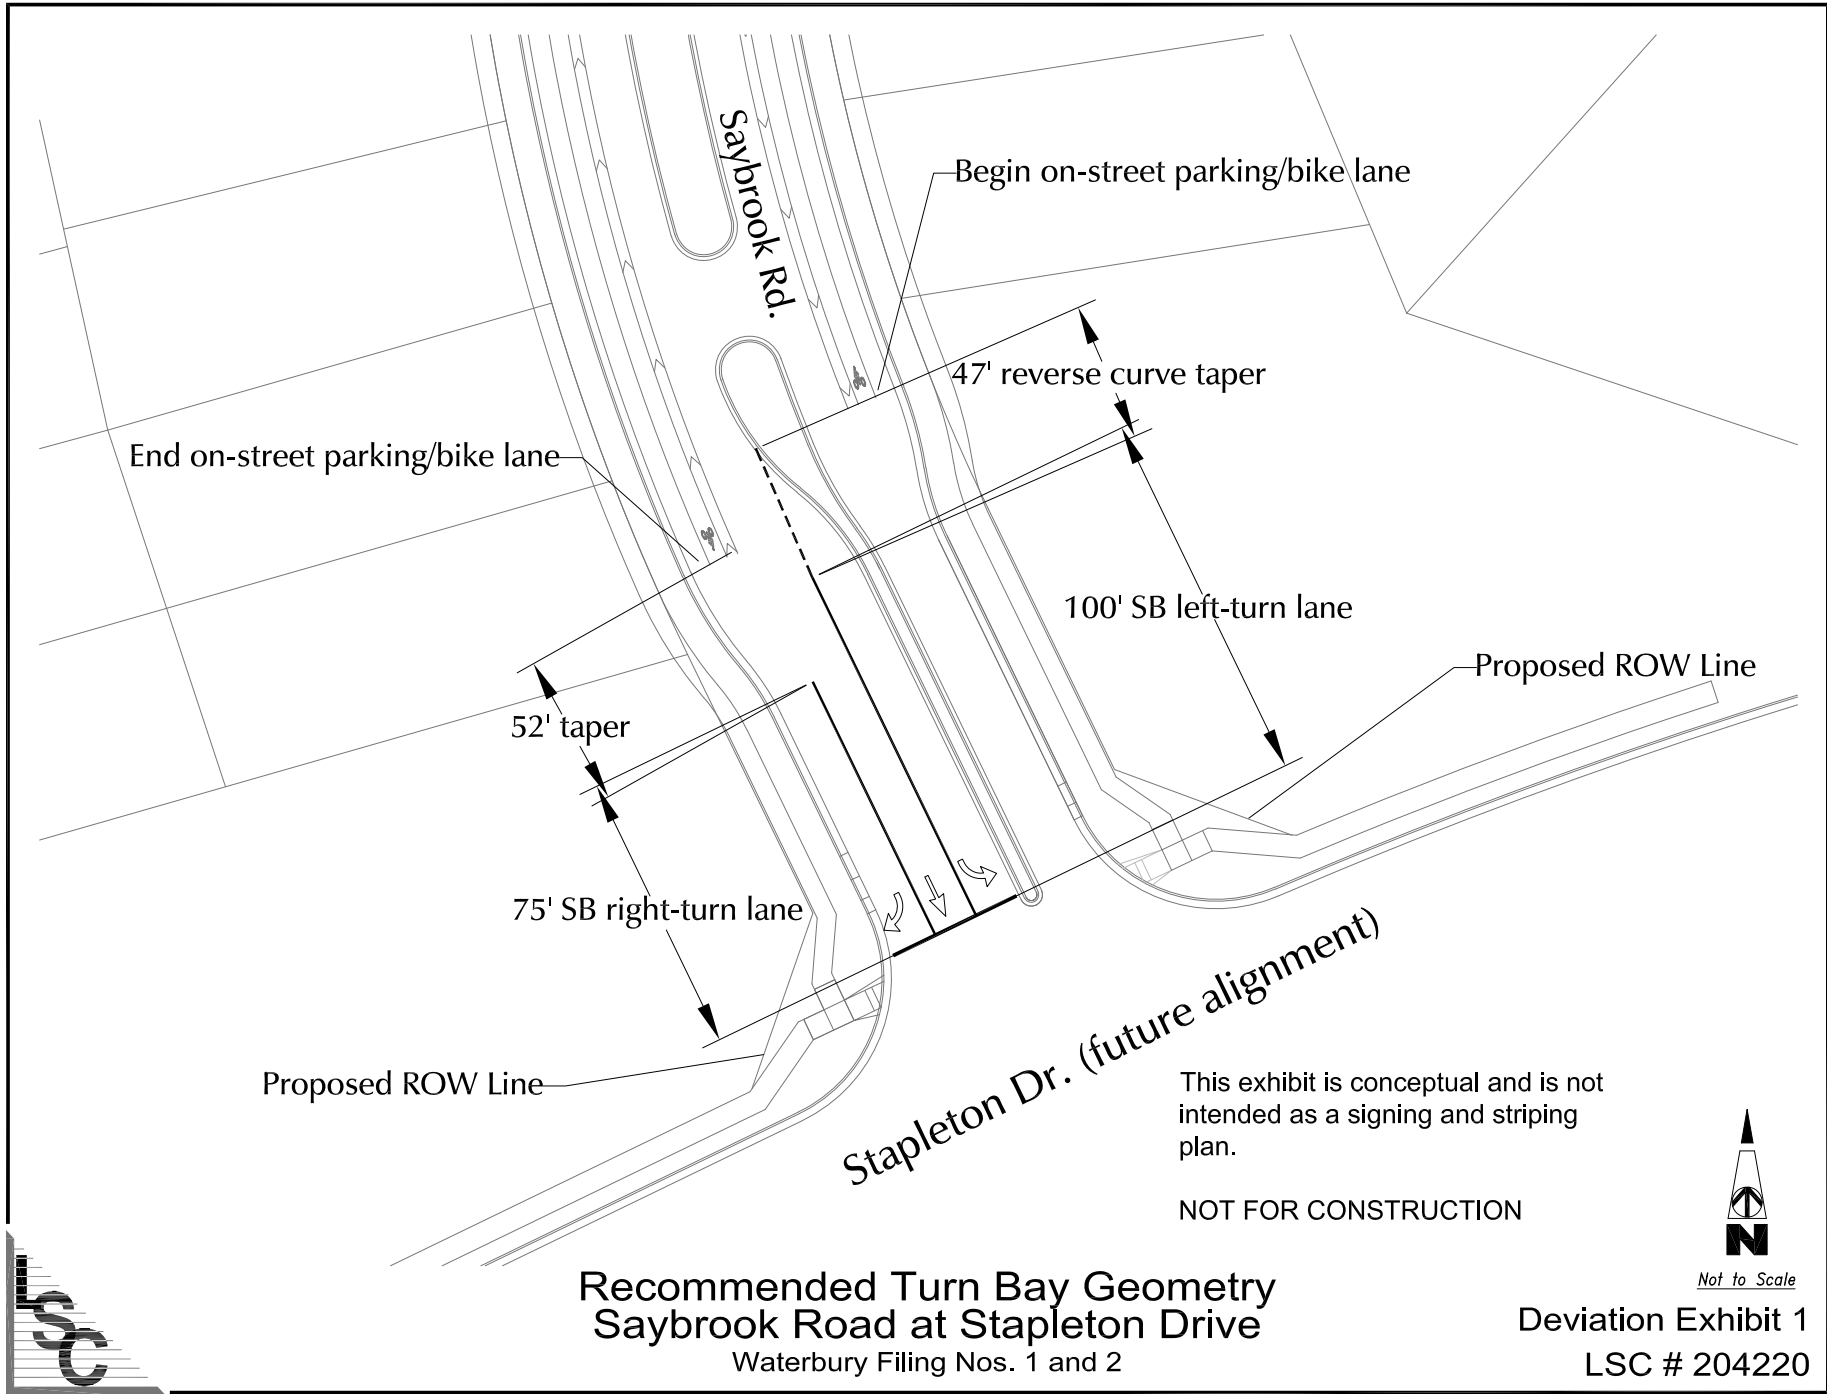 Saybrook Rd.
Begin on-street parking/bike lane
47' reverse curve taper
End on-street parking/bike lane
100' SB left-turn lane
Proposed ROW Line
52' taper
75' SB right-turn lane
Proposed ROW Line
Stapleton Dr. (future alignment)
This exhibit is conceptual and is not
intended as a signing and striping
plan.
NOT FOR CONSTRUCTION
N
Not to Scale
LSC
Recommended Turn Bay Geometry
Saybrook Road at Stapleton Drive
Waterbury Filing Nos. 1 and 2
Deviation Exhibit 1
LSC # 204220